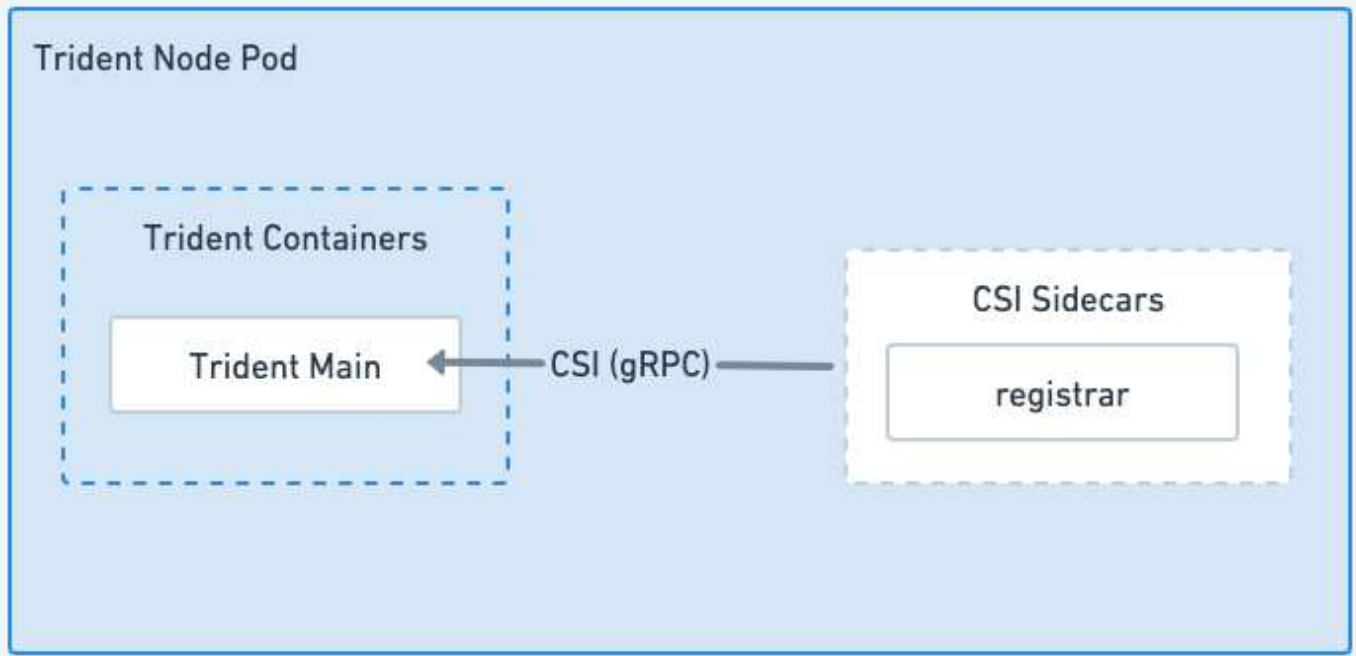 Trident Node Pod
Trident Containers
Trident Main
CSI (gRPC)
CSI Sidecars
registrar